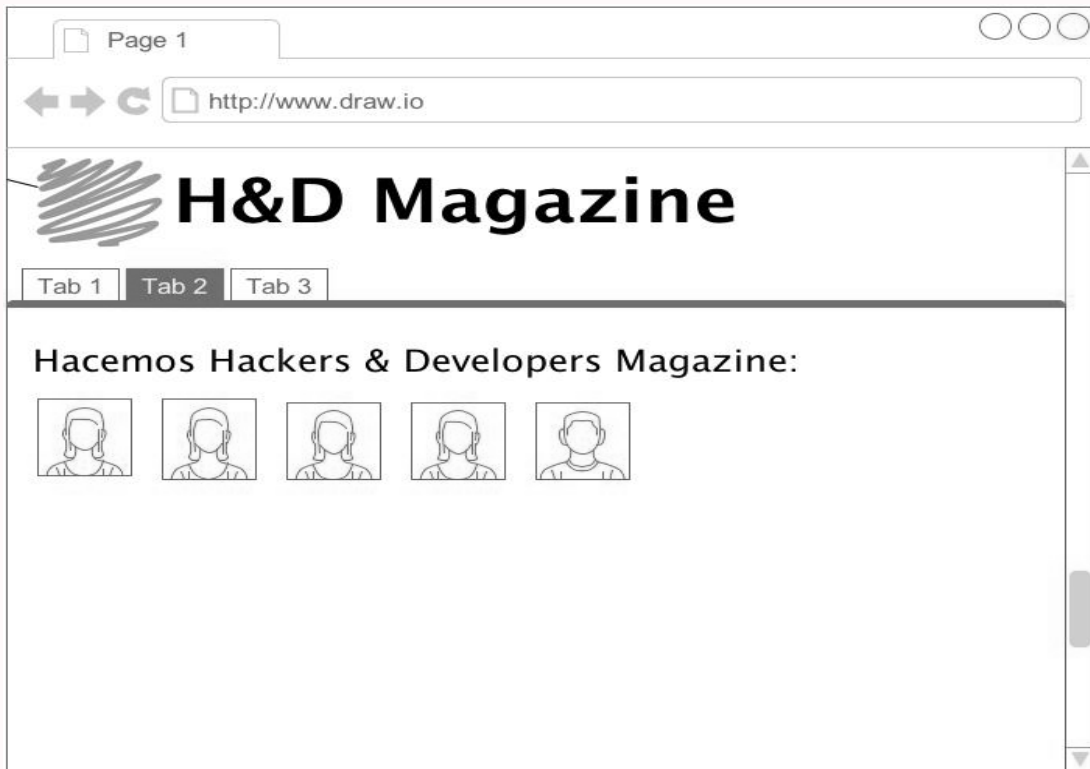 Page 1
http://www.draw.io
H&D Magazine
Tab 1 Tab 2 Tab 3
Hacemos Hackers & Developers Magazine: